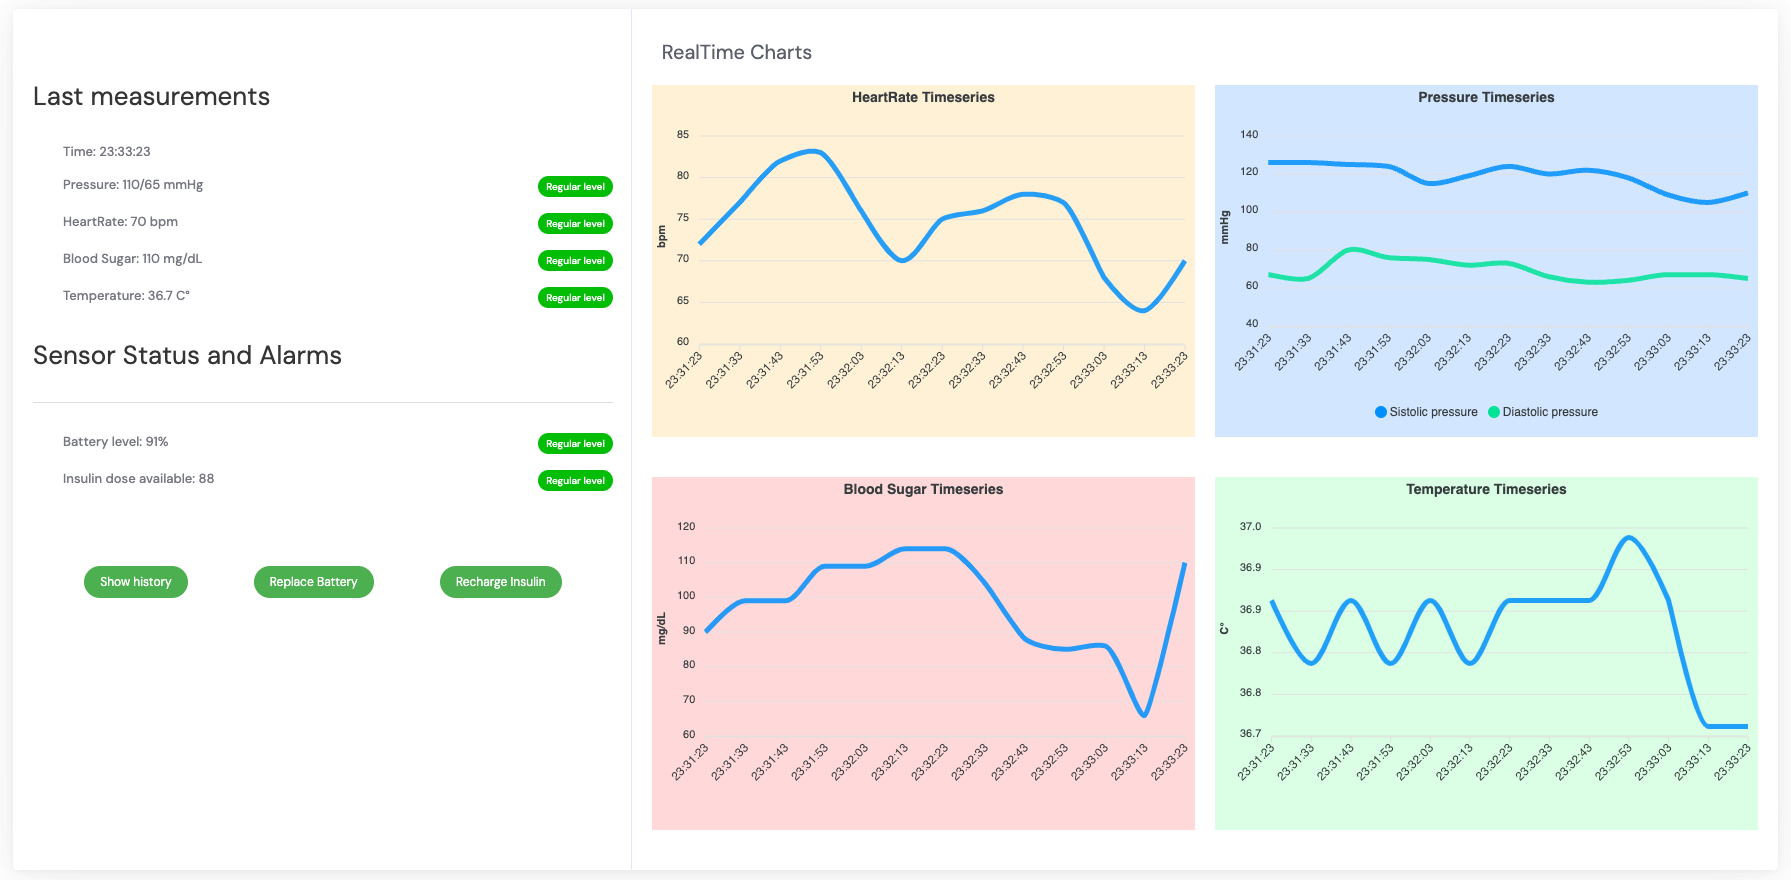 Last measurements
Time: 23:33:23
Pressure: 110/65 mmHg
Regular level
HeartRate: 70 bpm
Regular level
Blood Sugar: 110 mg/dL
Regular level
Temperature: 36.7 C°
Regular level
Sensor Status and Alarms
Battery level: 91%
Regular level
Insulin dose available: 88
Regular level
Show history
Replace Battery
Recharge Insulin
RealTime Charts
HeartRate Timeseries
bpm
85
80
75
70
65
60
23:31:23
23:31:33
23:31:43
23:31:53
23:32:03
23:32:13
23:32:23
23:32:33
23:32:43
23:32:53
23:33:03
23:33:13
23:33:23
Pressure Timeseries
mmHg
140
120
100
80
60
40
23:31:23
23:31:33
23:31:43
23:31:53
23:32:03
23:32:13
23:32:23
23:32:33
23:32:43
23:32:53
23:33:03
23:33:13
23:33:23
Sistolic pressure
Diastolic pressure
Blood Sugar Timeseries
mg/dL
120
110
100
90
80
70
60
23:31:23
23:31:33
23:31:43
23:31:53
23:32:03
23:32:13
23:32:23
23:32:33
23:32:43
23:32:53
23:33:03
23:33:13
23:33:23
Temperature Timeseries
C°
37.0
36.9
36.9
36.8
36.8
36.7
23:31:23
23:31:33
23:31:43
23:31:53
23:32:03
23:32:13
23:32:23
23:32:33
23:32:43
23:32:53
23:33:03
23:33:13
23:33:23